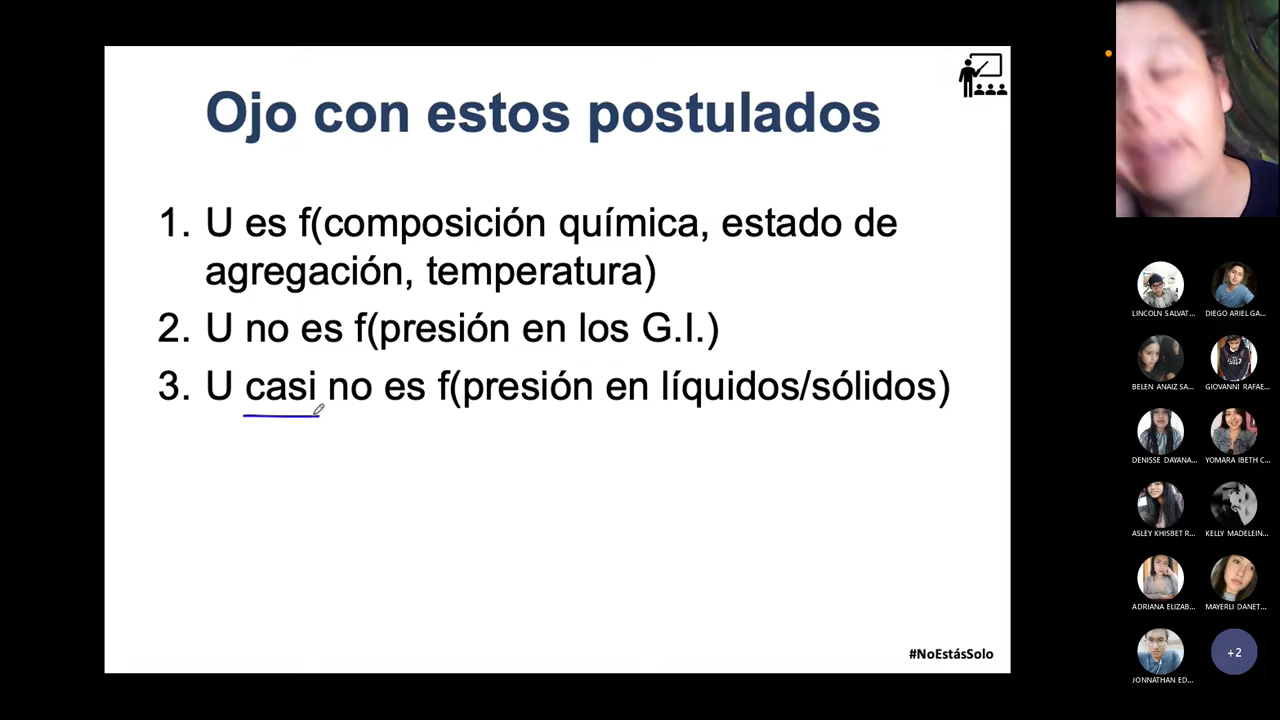 Ojo con estos postulados
1. U es f(composición química, estado de
agregación, temperatura)
2. U no es f(presión en los G.I.)
3. U casi no es f(presión en líquidos/sólidos)
#NoEstásSolo
LINCOLN SALVAT...
DIEGO ARIEL GA...
BELEN ANAIZ SA...
GIOVANNI RAFAE...
DENISSE DAYANA...
YOMARA IBETH C...
ASLEY KHISBET R...
KELLY MADELEIN...
ADRIANA ELIZAB...
MAYERLI DANET...
JONNATHAN ED...
+2